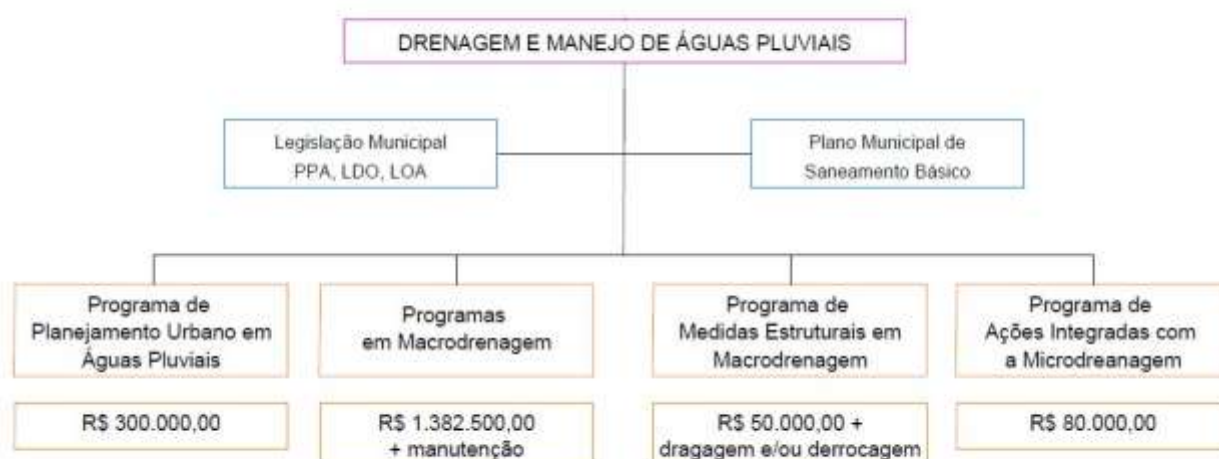 DRENAGEM E MANEJO DE ÁGUAS PLUVIAIS
Legislação Municipal
PPA, LDO, LOA
Plano Municipal de
Saneamento Básico
Programa de
Planejamento Urbano em
Águas Pluviais
Programas
em Macrodrenagem
Programa de
Medidas Estruturais em
Macrodrenagem
Programa de
Ações Integradas com
a Microdreanagem
R$ 300.000,00
R$ 1.382.500,00
+ manutenção
R$ 50.000,00 +
dragagem e/ou derrocagem
R$ 80.000,00